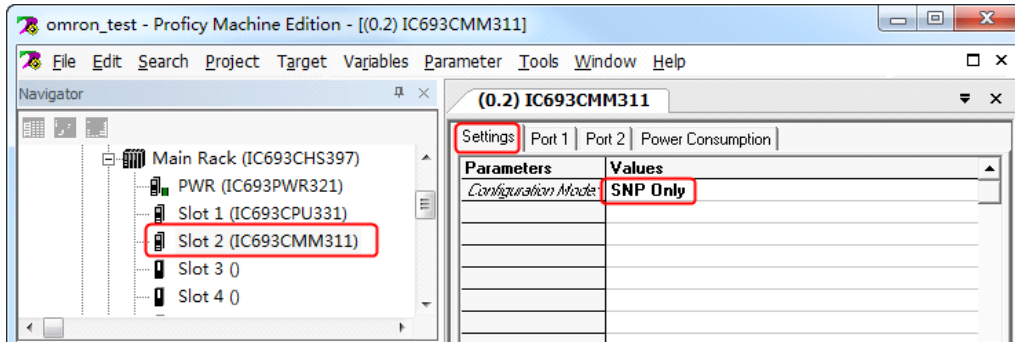 omron_test - Proficy Machine Edition - [(0.2) IC693CMM311]
File Edit Search Project Target Variables Parameter Tools Window Help
Navigator
(0.2) IC693CMM311
Settings Port 1 Port 2 Power Consumption
Main Rack (IC693CHS397)
PWR (IC693PWR321)
Slot 1 (IC693CPU331)
Slot 2 (IC693CMM311)
Slot 3 ()
Slot 4 ()
Parameters Values
Configuration Mode: SNP Only